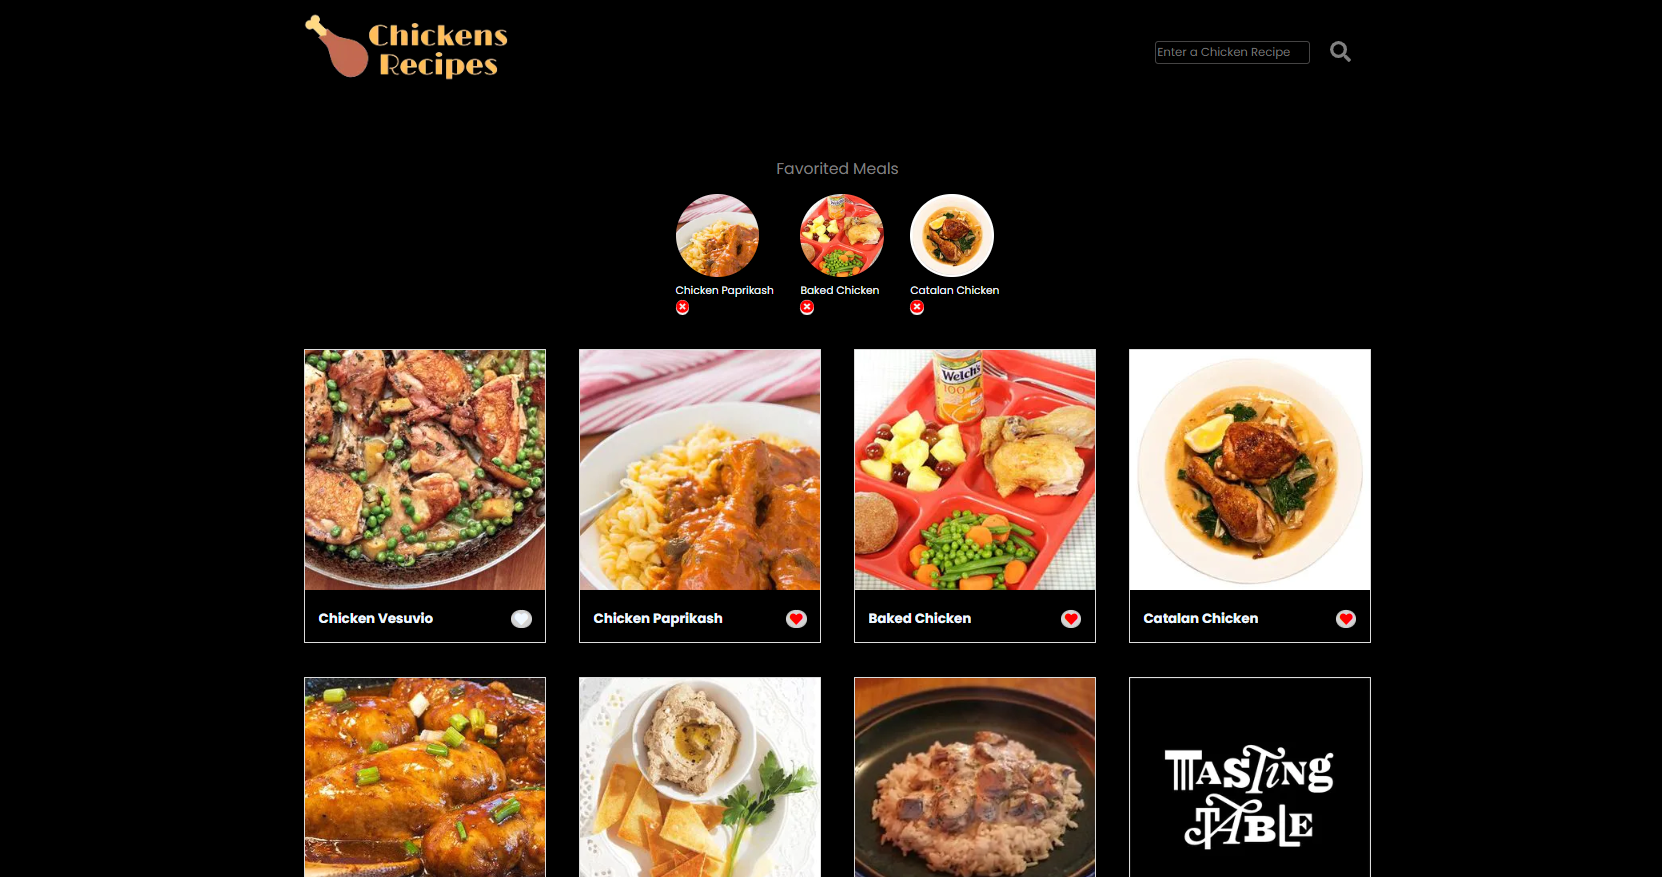 Chickens
Recipes
Enter a Chicken Recipe
Favorited Meals
Chicken Paprikash
Baked Chicken
Catalan Chicken
Welch's
100
Chicken Vesuvio
Chicken Paprikash
Baked Chicken
Catalan Chicken
TASTING
TABLE